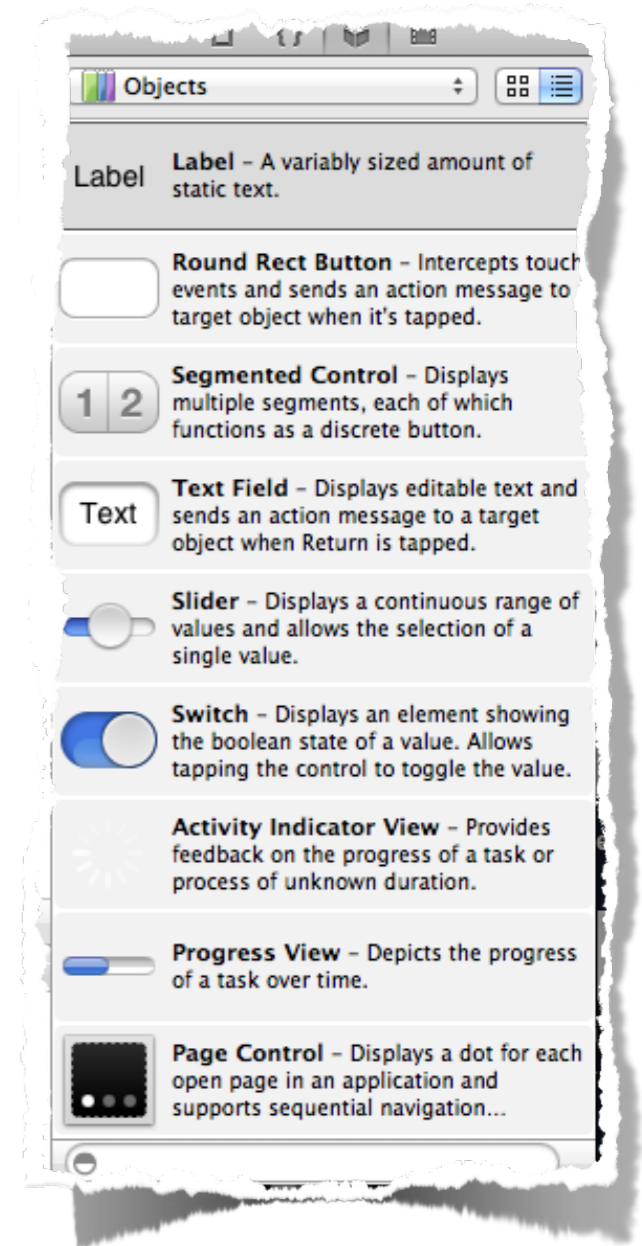 Objects
Label
Label – A variably sized amount of
static text.
Round Rect Button – Intercepts touch
events and sends an action message to
target object when it's tapped.
1 2
Segmented Control – Displays
multiple segments, each of which
functions as a discrete button.
Text
Text Field – Displays editable text and
sends an action message to a target
object when Return is tapped.
Slider – Displays a continuous range of
values and allows the selection of a
single value.
Switch – Displays an element showing
the boolean state of a value. Allows
tapping the control to toggle the value.
Activity Indicator View – Provides
feedback on the progress of a task or
process of unknown duration.
Progress View – Depicts the progress
of a task over time.
Page Control – Displays a dot for each
open page in an application and
supports sequential navigation...